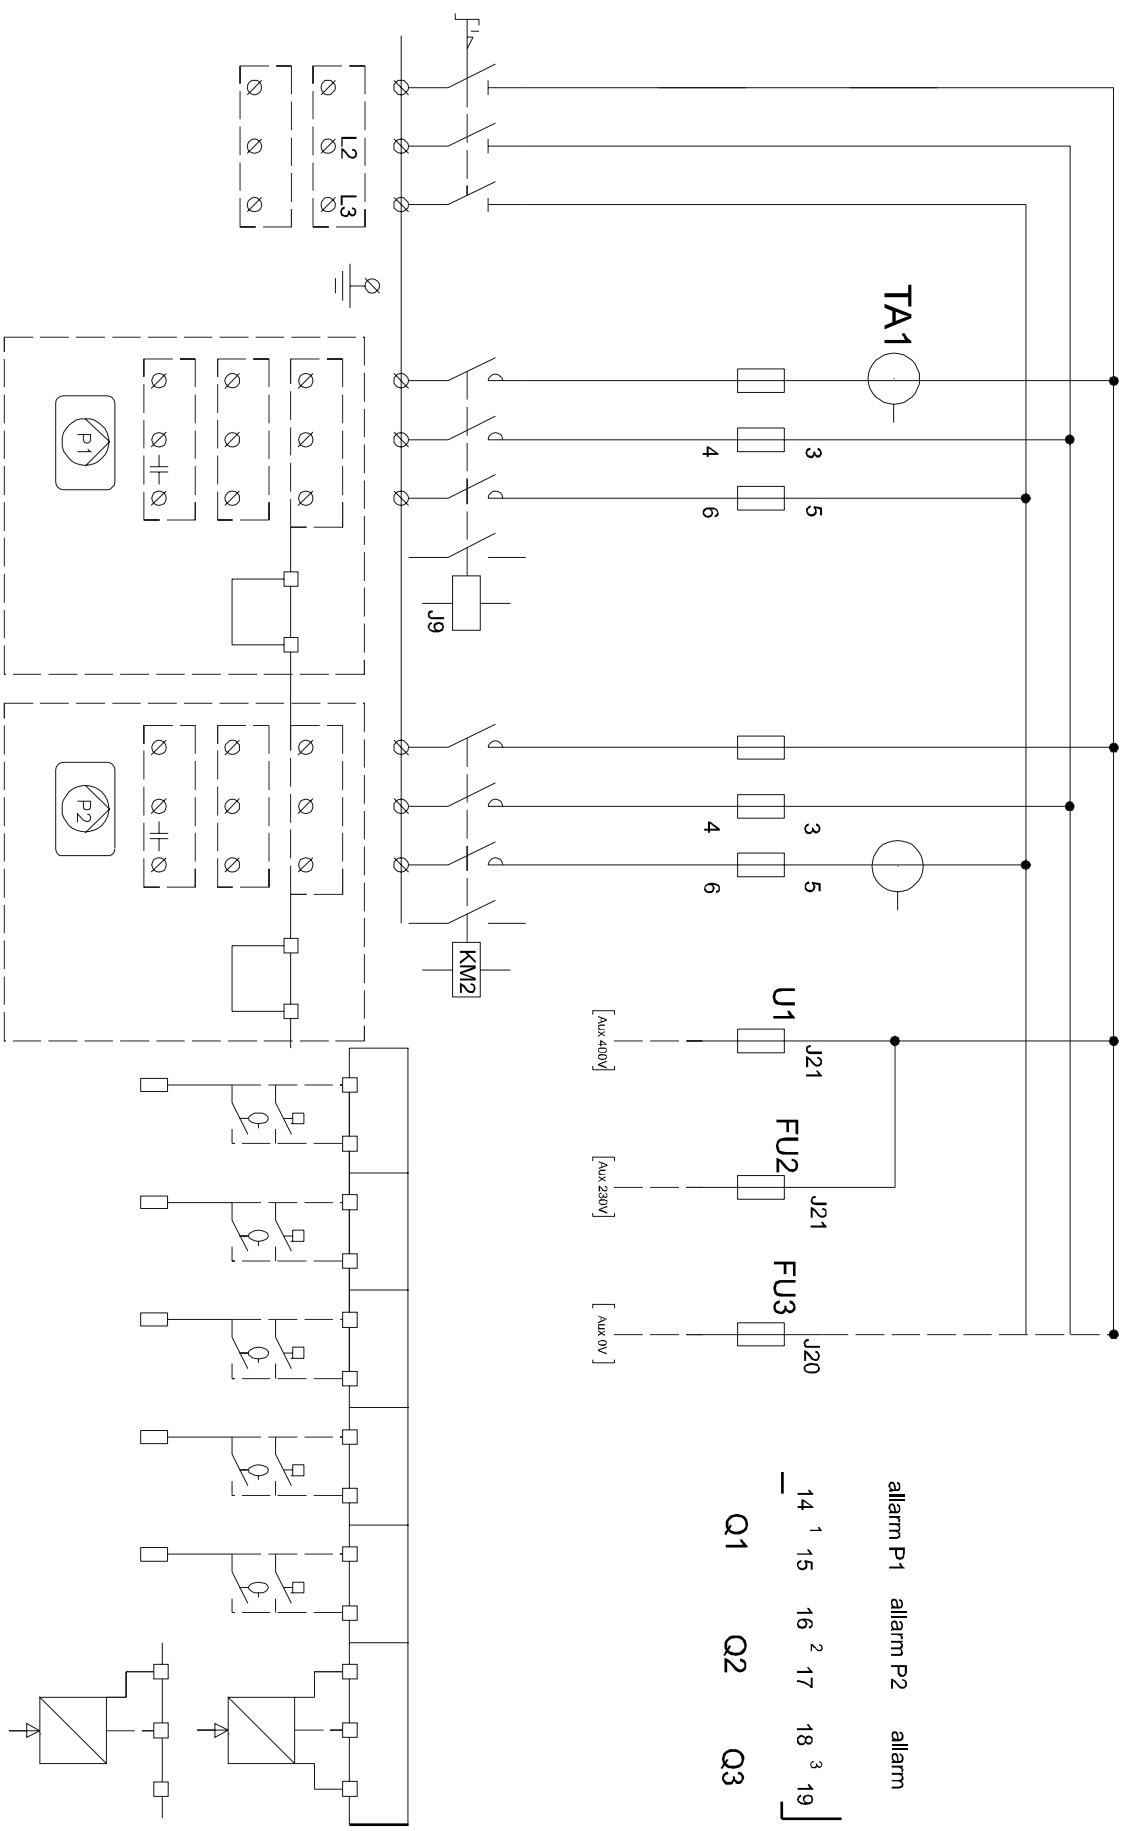 L2
L3
TA1
3
4
5
6
J9
P1
3
4
5
6
KM2
P2
U1
J21
Aux 400V
FU2
J21
Aux 230V
FU3
J20
Aux 0V
allarm P1 allarm P2 allarm
14 1 15 16 2 17 18 3 19
Q1 Q2 Q3